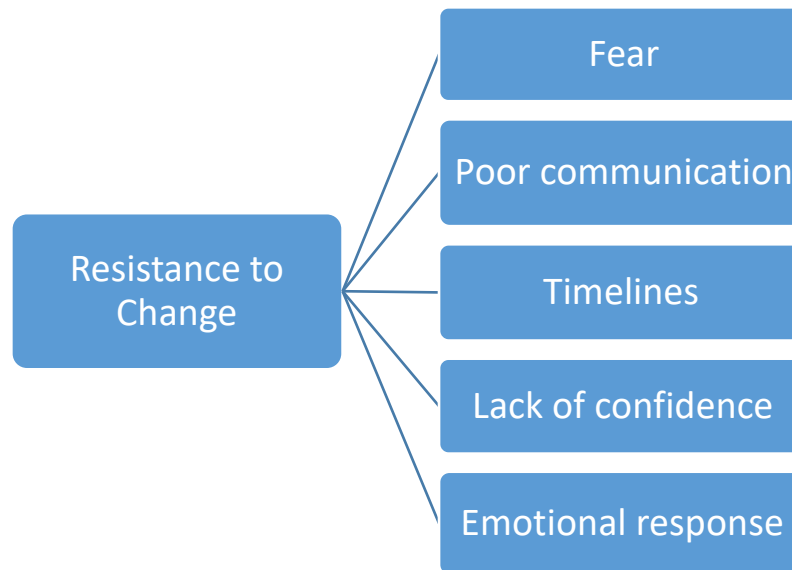 Resistance to
Change
Fear
Poor communication
Timelines
Lack of confidence
Emotional response